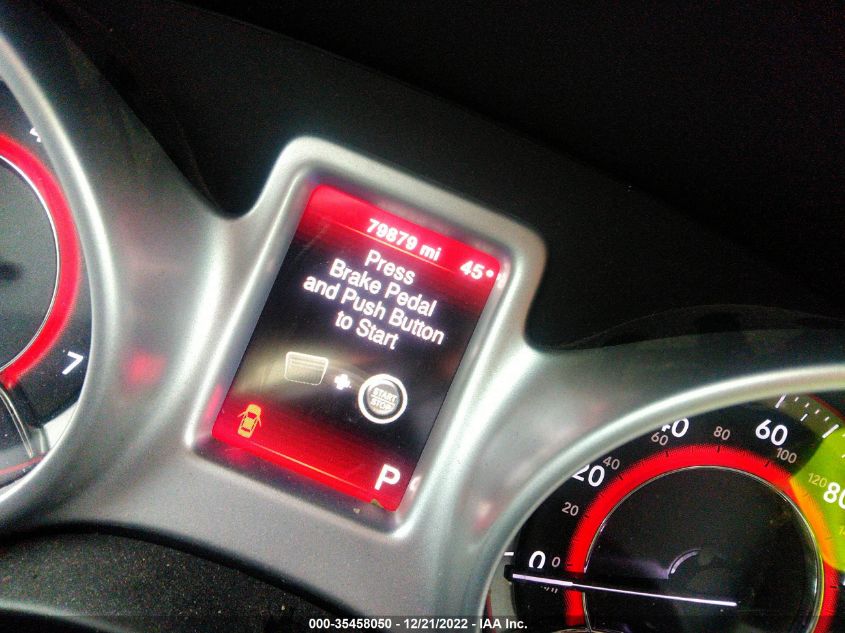 79879 mi
45°
Press
Brake Pedal
and Push Button
to Start
START
STOP
P
7
0 20 40 60 80
0 20 40 60 80 100 120
000-35458050 - 12/21/2022 - IAA Inc.